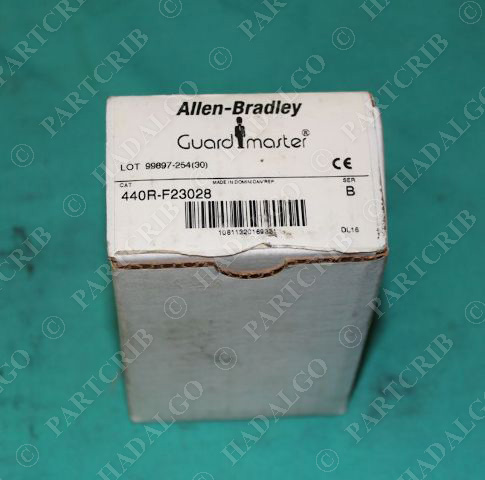 Allen-Bradley
Guardmaster®
LOT 99897-254(30)
CE
CAT
MADE IN DOMINICAN REP
SER
440R-F23028
B
DL16
PARTCRIB
HADALGO